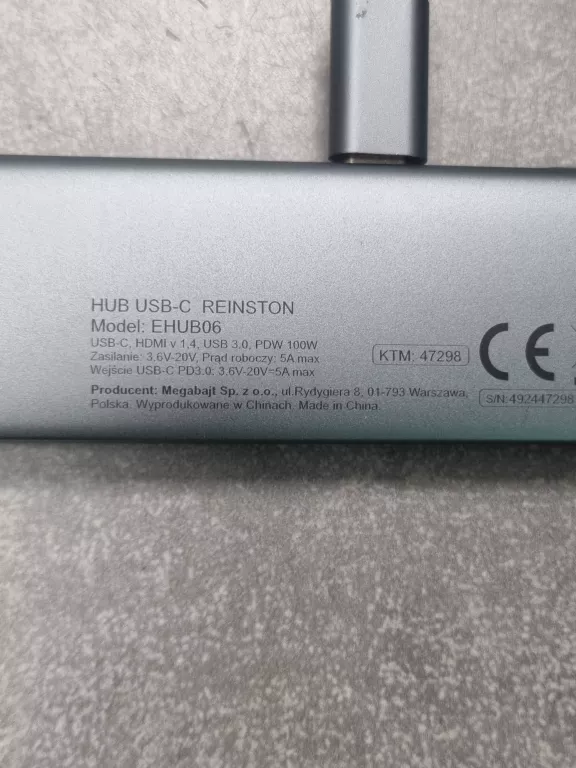 HUB USB-C REINSTON
Model: EHUB06
USB-C, HDMI v 1,4, USB 3.0, PDW 100W
Zasilanie: 3.6V-20V, Prąd roboczy: 5A max
Wejście USB-C PD3.0: 3.6V-20V=5A max
KTM: 47298
CE
Producent: Megabajt Sp. z o.o., ul.Rydygiera 8, 01-793 Warszawa,
Polska. Wyprodukowano w Chinach. Made in China
S/N:492447298